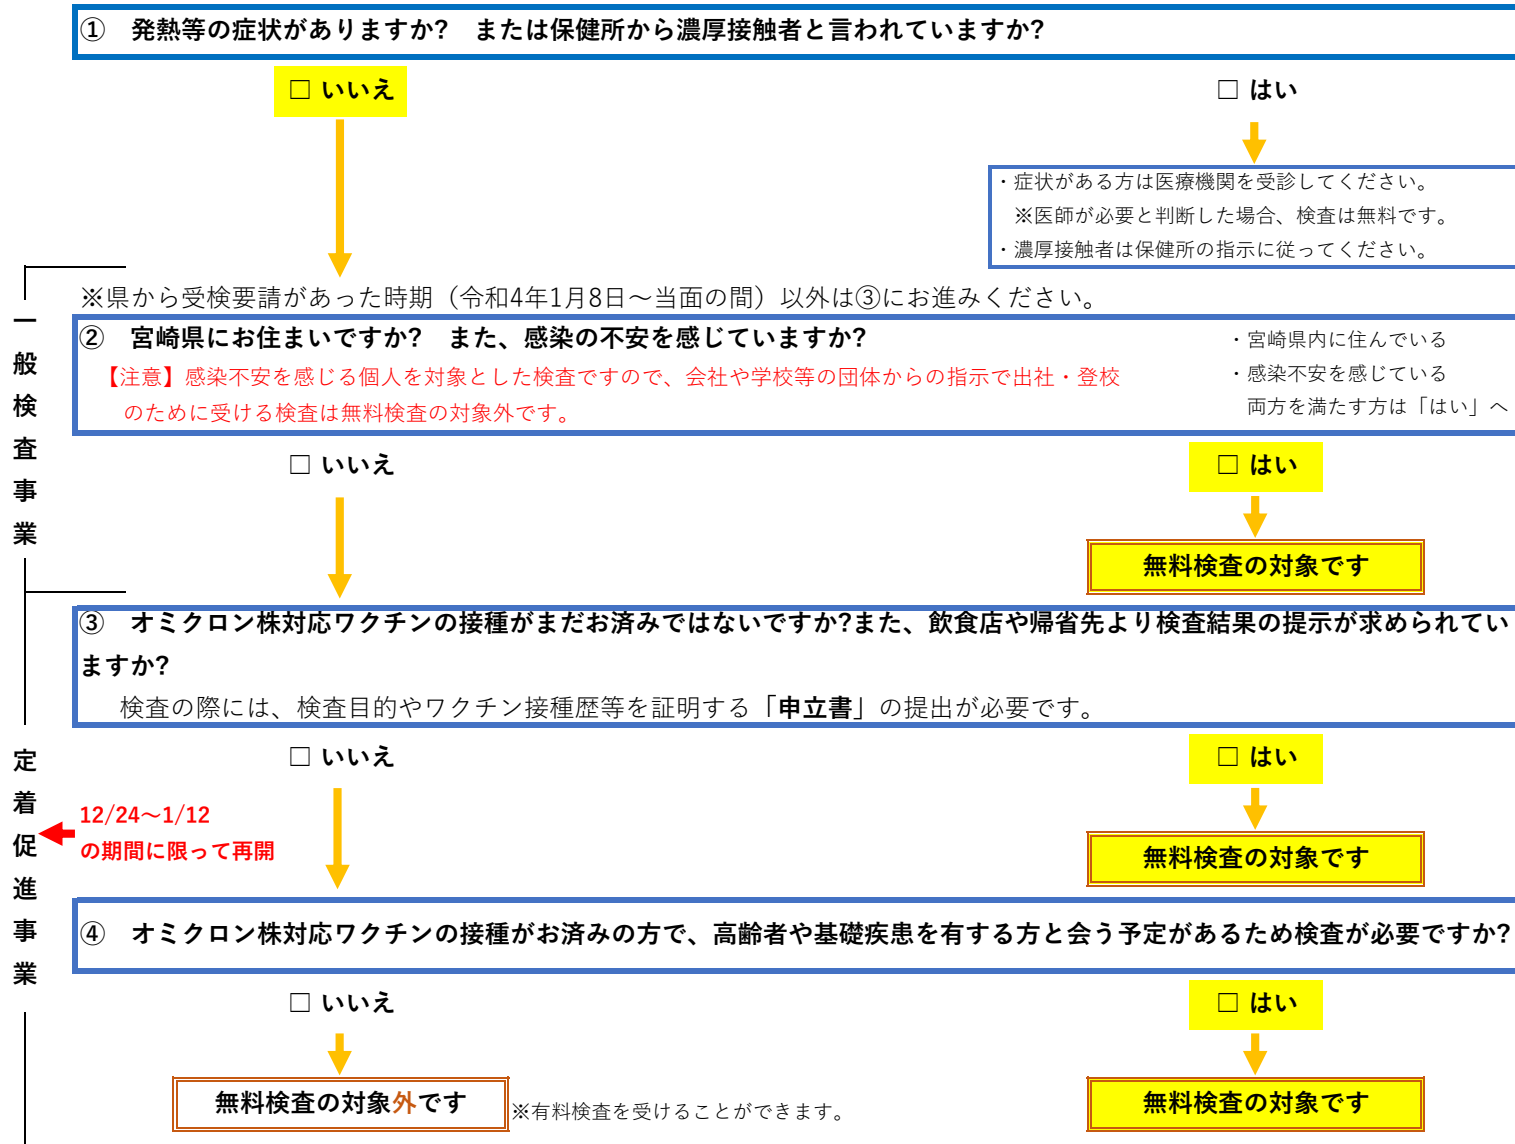 ① 発熱等の症状がありますか? または保健所から濃厚接触者と言われていますか?
□ いいえ
□ はい
・症状がある方は医療機関を受診してください。
※医師が必要と判断した場合、検査は無料です。
・濃厚接触者は保健所の指示に従ってください。
一般検査事業
※県から受検要請があった時期（令和4年1月8日～当面の間）以外は③にお進みください。
② 宮崎県にお住まいですか? また、感染の不安を感じていますか?
【注意】感染不安を感じる個人を対象とした検査ですので、会社や学校等の団体からの指示で出社・登校
のために受ける検査は無料検査の対象外です。
・宮崎県内に住んでいる
・感染不安を感じている
両方を満たす方は「はい」へ
□ いいえ
□ はい
無料検査の対象です
③ オミクロン株対応ワクチンの接種がまだお済みではないですか?また、飲食店や帰省先より検査結果の提示が求められてい
ますか?
検査の際には、検査目的やワクチン接種歴等を証明する「申立書」の提出が必要です。
□ いいえ
□ はい
定着促進事業
12/24～1/12
の期間に限って再開
無料検査の対象です
④ オミクロン株対応ワクチンの接種がお済みの方で、高齢者や基礎疾患を有する方と会う予定があるため検査が必要ですか?
□ いいえ
□ はい
無料検査の対象外です
※有料検査を受けることができます。
無料検査の対象です